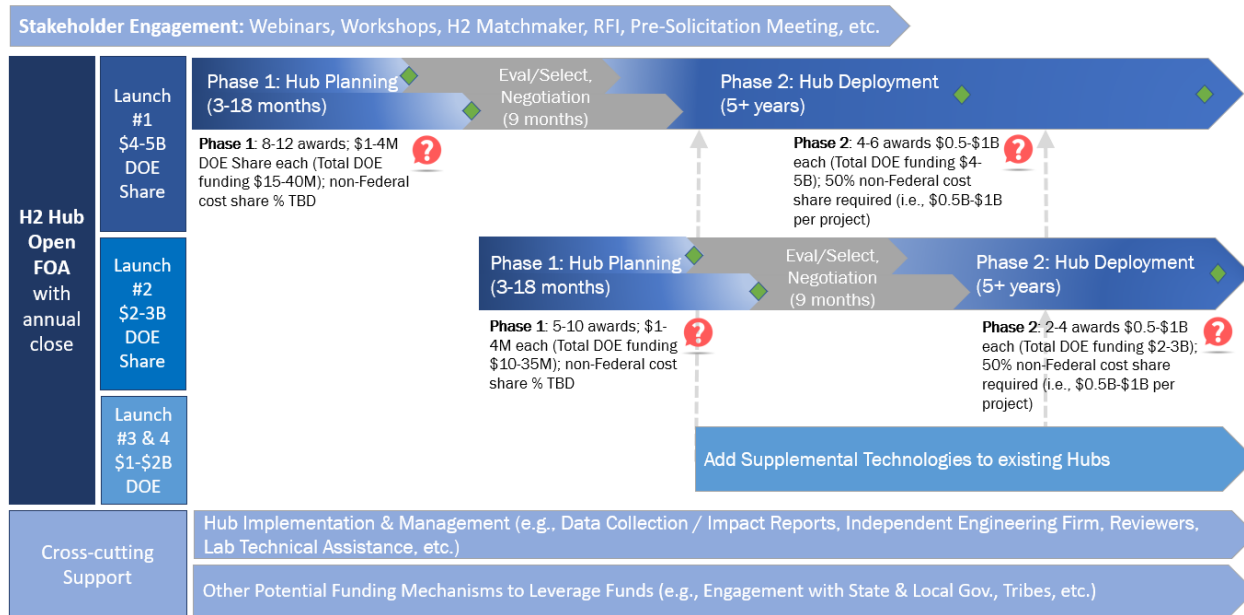 Stakeholder Engagement: Webinars, Workshops, H2 Matchmaker, RFI, Pre-Solicitation Meeting, etc.
H2 Hub
Open
FOA
with
annual
close
Launch
#1
$4-5B
DOE
Share
Phase 1: Hub Planning
(3-18 months)
Eval/Select,
Negotiation
(9 months)
Phase 2: Hub Deployment
(5+ years)
Phase 1: 8-12 awards; $1-4M
DOE Share each (Total DOE
funding $15-40M); non-Federal
cost share % TBD
?
Phase 2: 4-6 awards $0.5-$1B
each (Total DOE funding $4-
5B); 50% non-Federal cost
share required (i.e., $0.5B-$1B
per project)
?
Launch
#2
$2-3B
DOE
Share
Phase 1: Hub Planning
(3-18 months)
Eval/Select,
Negotiation
(9 months)
Phase 2: Hub Deployment
(5+ years)
Phase 1: 5-10 awards; $1-
4M each (Total DOE funding
$10-35M); non-Federal cost
share % TBD
?
Phase 2: 2-4 awards $0.5-$1B
each (Total DOE funding $2-3B);
50% non-Federal cost share
required (i.e., $0.5B-$1B per
project)
?
Launch
#3 & 4
$1-$2B
DOE
Add Supplemental Technologies to existing Hubs
Cross-cutting
Support
Hub Implementation & Management (e.g., Data Collection / Impact Reports, Independent Engineering Firm, Reviewers,
Lab Technical Assistance, etc.)
Other Potential Funding Mechanisms to Leverage Funds (e.g., Engagement with State & Local Gov., Tribes, etc.)